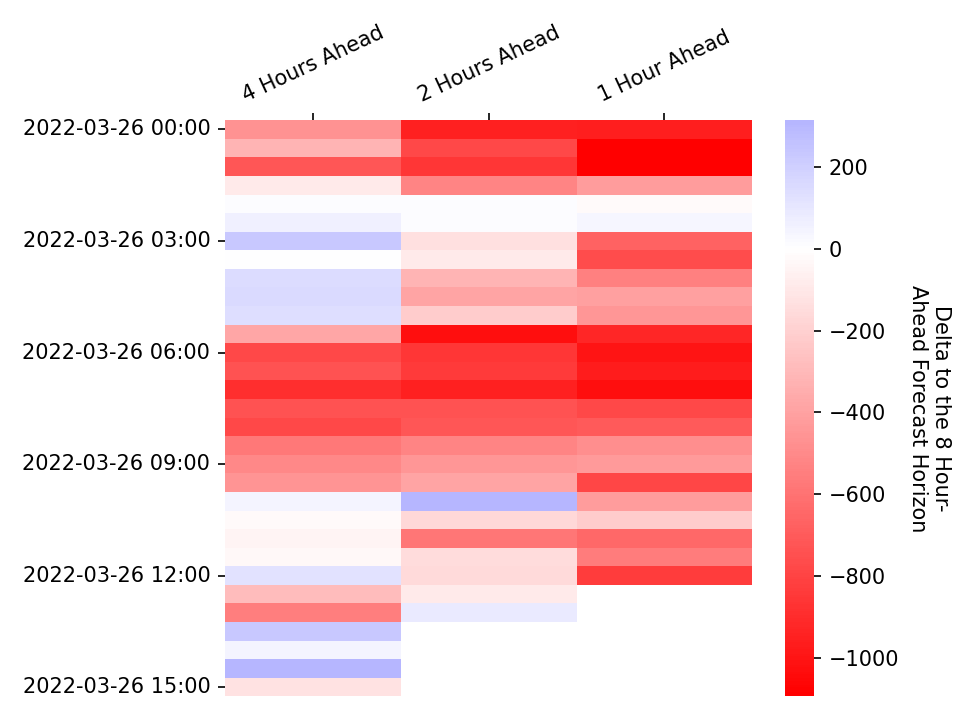 4 Hours Ahead
2 Hours Ahead
1 Hour Ahead
2022-03-26 00:00
2022-03-26 03:00
2022-03-26 06:00
2022-03-26 09:00
2022-03-26 12:00
2022-03-26 15:00
200
0
−200
−400
−600
−800
−1000
Delta to the 8 Hour-
Ahead Forecast Horizon